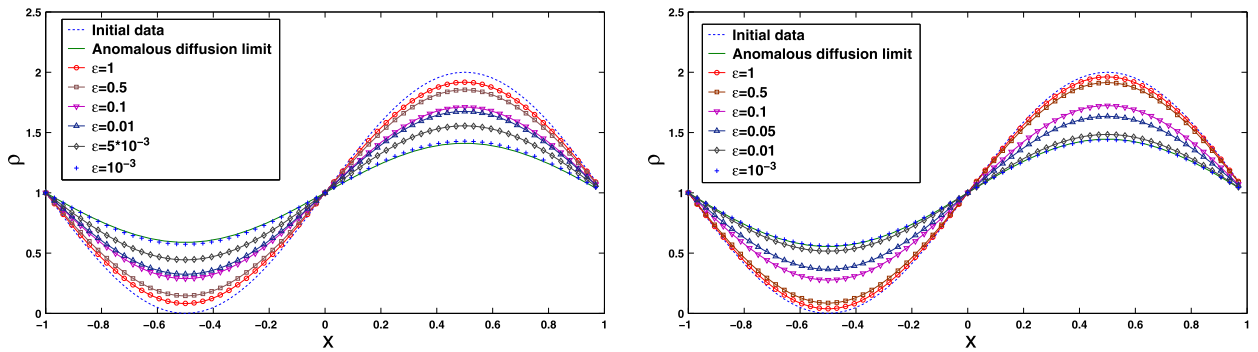 2.5
2
1.5
1
0.5
0
ρ
Initial data
Anomalous diffusion limit
ε=1
ε=0.5
ε=0.1
ε=0.01
ε=5*10⁻³
ε=10⁻³
−1 −0.8 −0.6 −0.4 −0.2 0 0.2 0.4 0.6 0.8 1
x
2.5
2
1.5
1
0.5
0
ρ
Initial data
Anomalous diffusion limit
ε=1
ε=0.5
ε=0.1
ε=0.05
ε=0.01
ε=10⁻³
−1 −0.8 −0.6 −0.4 −0.2 0 0.2 0.4 0.6 0.8 1
x